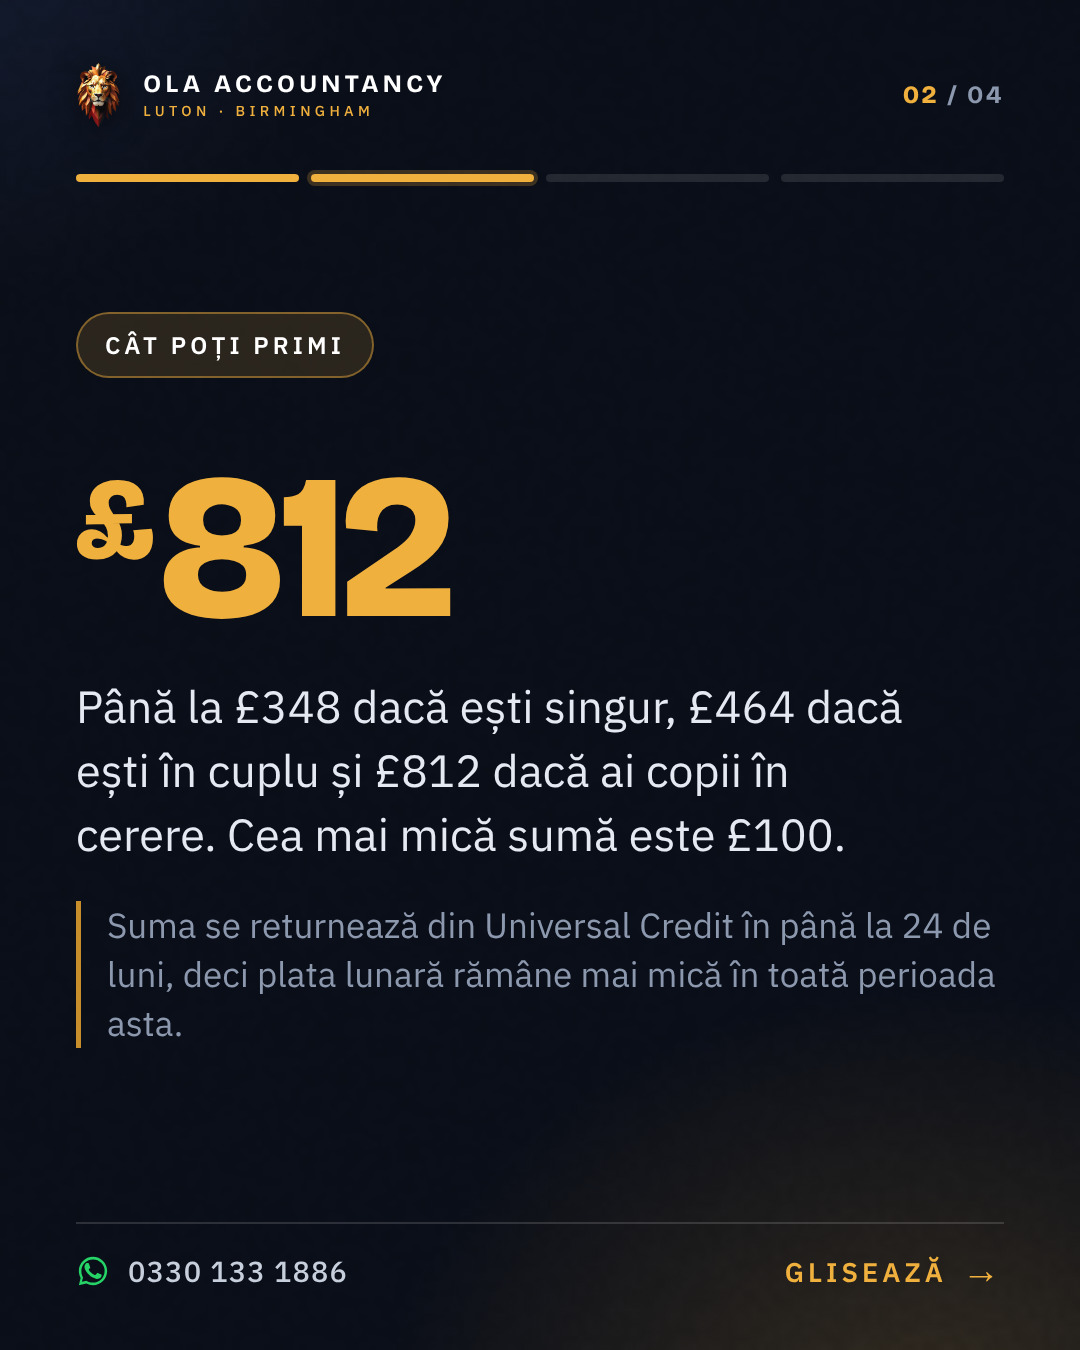 OLA ACCOUNTANCY
LUTON · BIRMINGHAM
02 / 04
CÂT POȚI PRIMI
£812
Până la £348 dacă ești singur, £464 dacă
ești în cuplu și £812 dacă ai copii în
cerere. Cea mai mică sumă este £100.
Suma se returnează din Universal Credit în până la 24 de
luni, deci plata lunară rămâne mai mică în toată perioada
asta.
0330 133 1886
GLISEAZĂ →